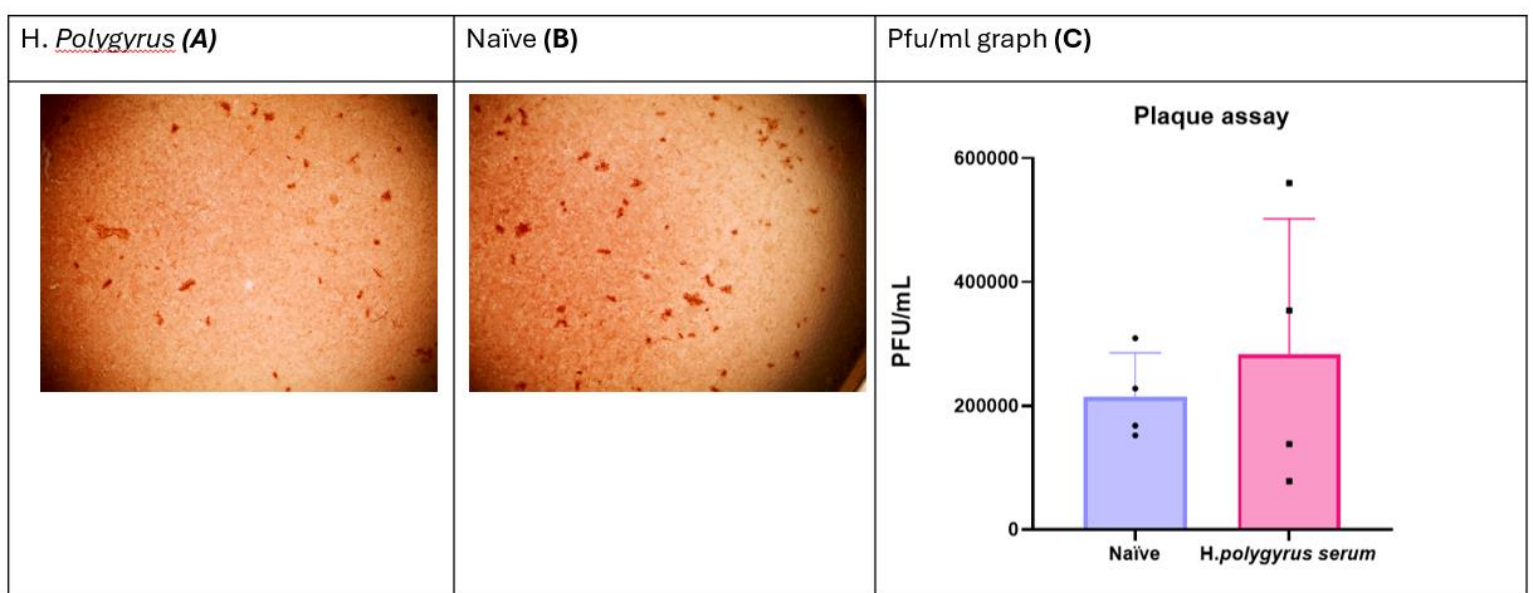 H. Polygyrus (A)
Naïve (B)
Pfu/ml graph (C)
Plaque assay
PFU/mL
600000
400000
200000
0
Naïve
H.polygyrus serum